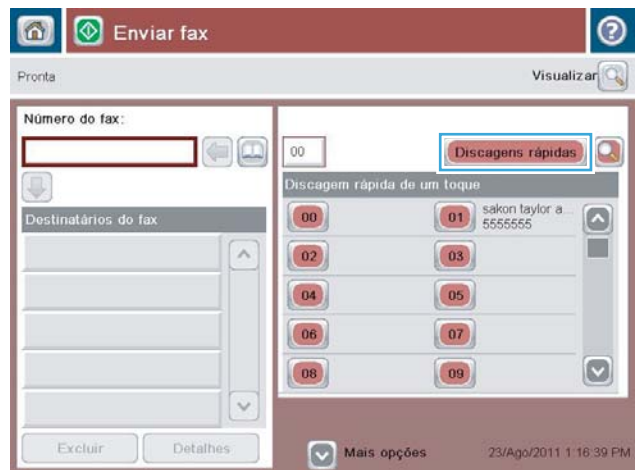 Enviar fax
Pronta
Visualizar
Número do fax:
00
Discagens rápidas
Discagem rápida de um toque
Destinatários do fax
00
01
sakon taylor a...
5555555
02
03
04
05
06
07
08
09
Excluir
Detalhes
Mais opções
23/Ago/2011 1:16:39 PM